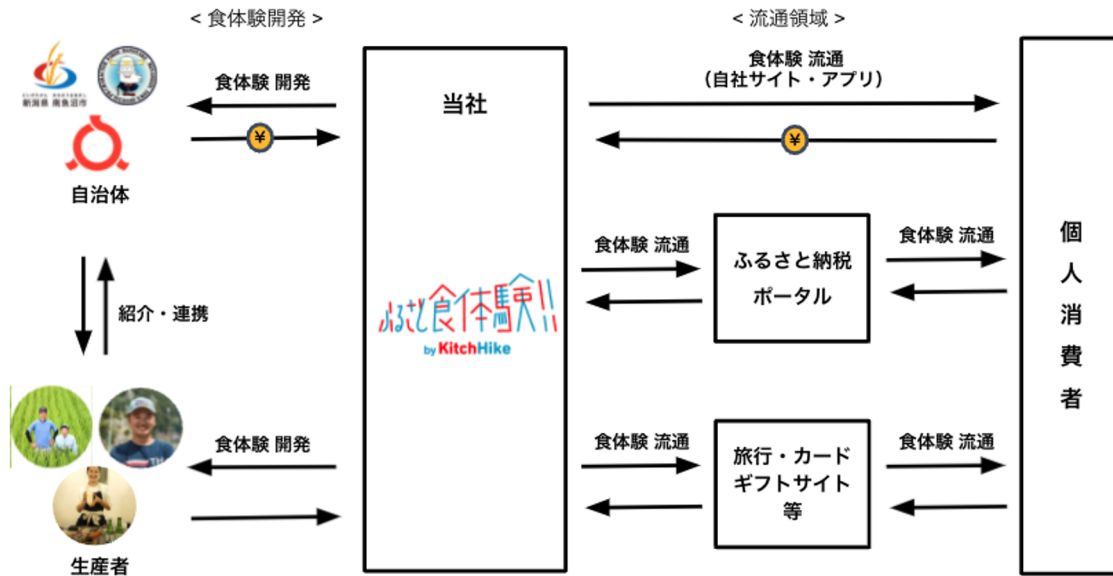 < 食体験開発 >
< 流通領域 >
新潟県 南魚沼市
自治体
食体験 開発
¥
紹介・連携
食体験 開発
生産者
当社
ふるさと食体験!!
by KitchHike
食体験 流通
（自社サイト・アプリ）
¥
食体験 流通
ふるさと納税
ポータル
食体験 流通
食体験 流通
旅行・カード
ギフトサイト
等
食体験 流通
個人消費者